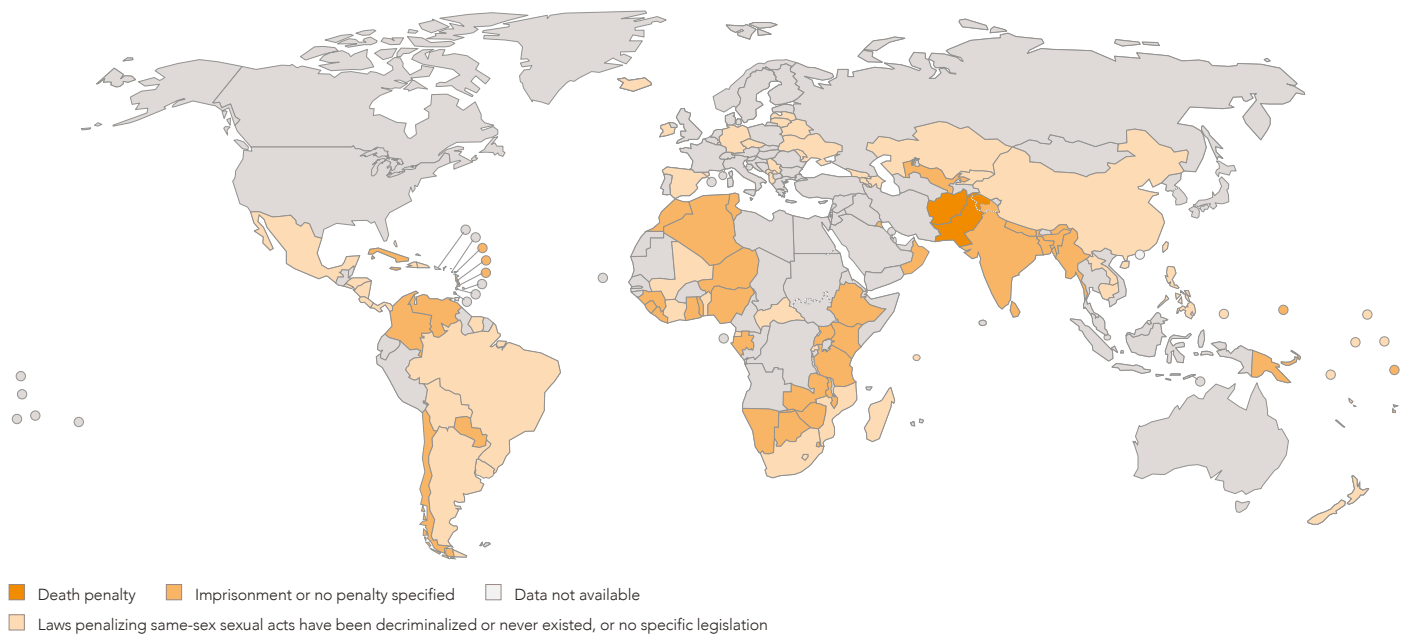 Death penalty Imprisonment or no penalty specified Data not available
Laws penalizing same-sex sexual acts have been decriminalized or never existed, or no specific legislation